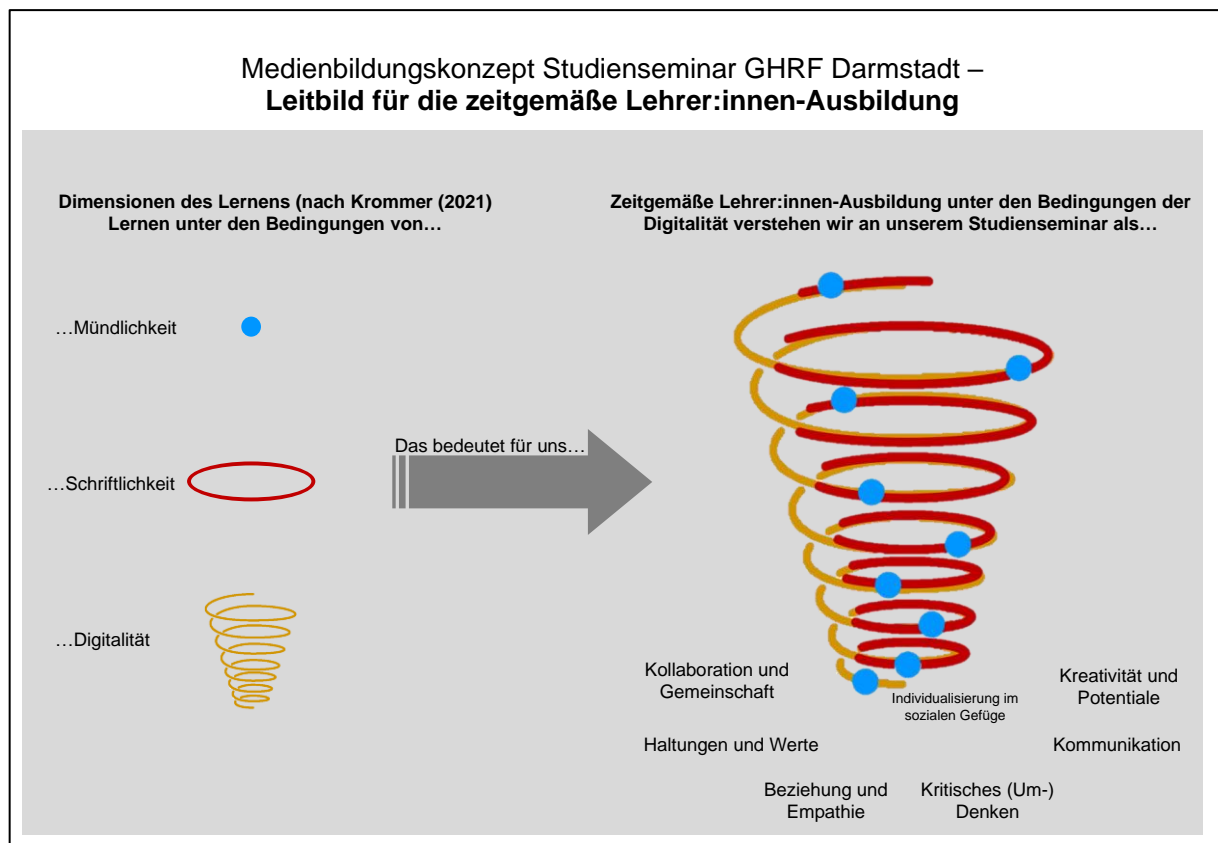 Medienbildungskonzept Studienseminar GHRF Darmstadt –
Leitbild für die zeitgemäße Lehrer:innen-Ausbildung
Dimensionen des Lernens (nach Krommer (2021)
Lernen unter den Bedingungen von…
…Mündlichkeit
…Schriftlichkeit
…Digitalität
Das bedeutet für uns…
Zeitgemäße Lehrer:innen-Ausbildung unter den Bedingungen der
Digitalität verstehen wir an unserem Studienseminar als…
Kollaboration und
Gemeinschaft
Individualisierung im
sozialen Gefüge
Kreativität und
Potentiale
Haltungen und Werte
Kommunikation
Beziehung und
Empathie
Kritisches (Um-)
Denken